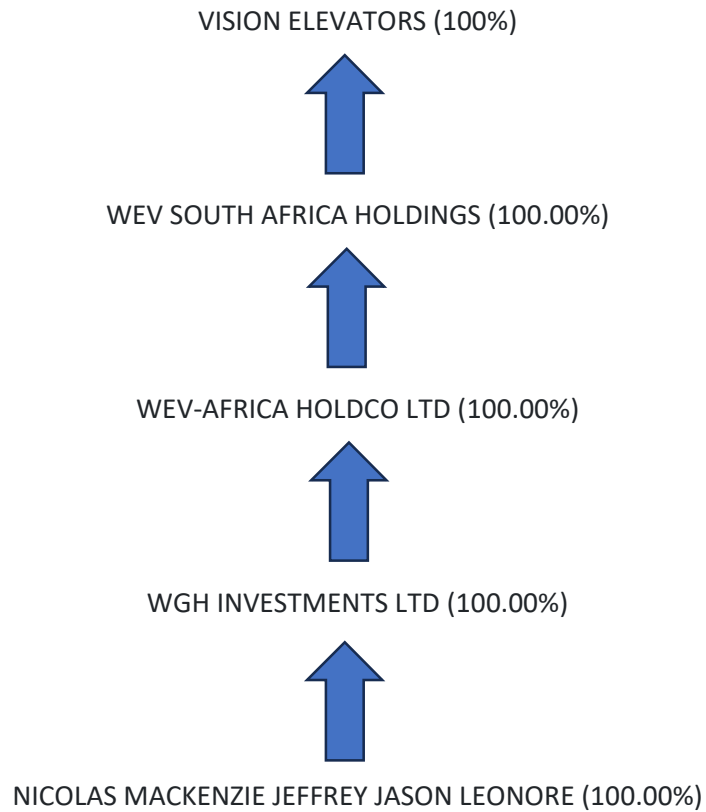 VISION ELEVATORS (100%)
WEV SOUTH AFRICA HOLDINGS (100.00%)
WEV-AFRICA HOLDCO LTD (100.00%)
WGH INVESTMENTS LTD (100.00%)
NICOLAS MACKENZIE JEFFREY JASON LEONORE (100.00%)